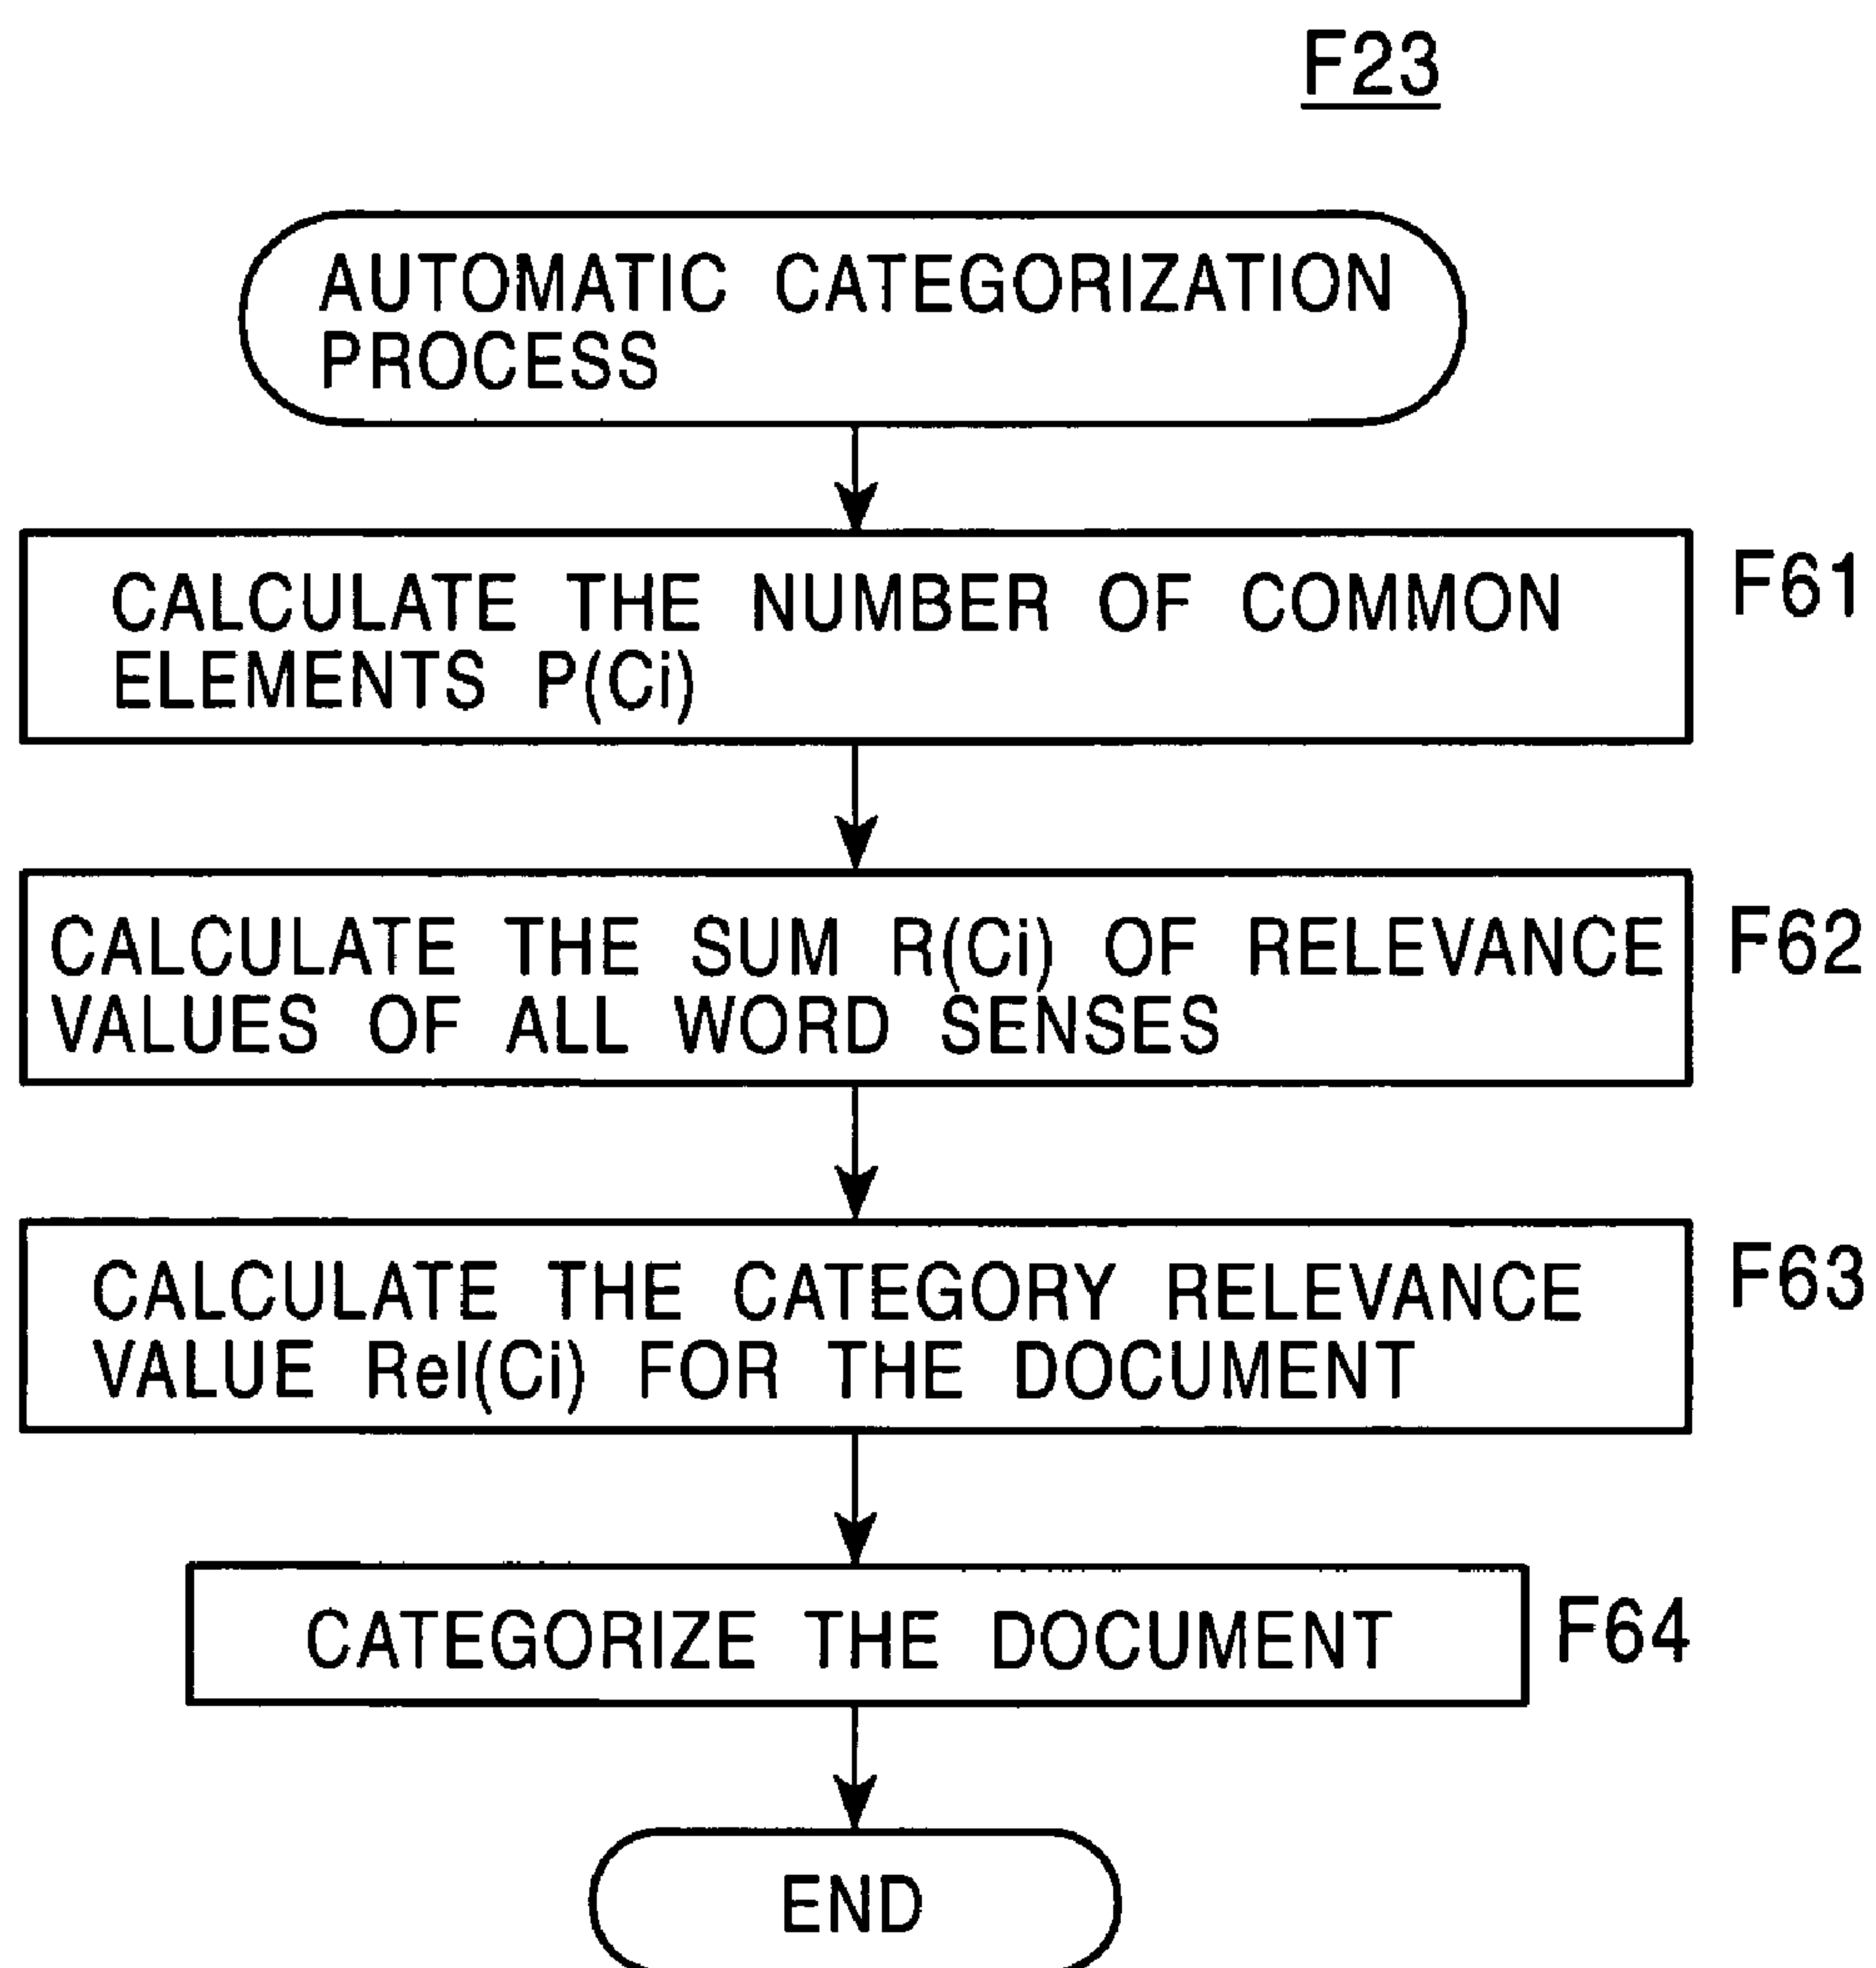 F23
AUTOMATIC CATEGORIZATION
PROCESS
CALCULATE THE NUMBER OF COMMON
ELEMENTS P(Ci)
F61
CALCULATE THE SUM R(Ci) OF RELEVANCE
VALUES OF ALL WORD SENSES
F62
CALCULATE THE CATEGORY RELEVANCE
VALUE Rel(Ci) FOR THE DOCUMENT
F63
CATEGORIZE THE DOCUMENT
F64
END